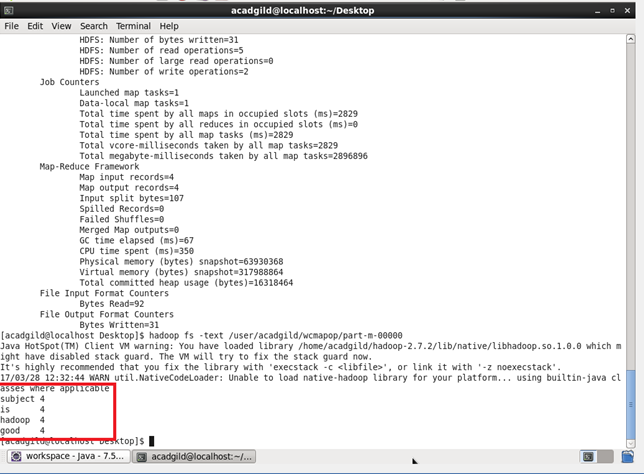 acadgild@localhost:~/Desktop
File Edit View Search Terminal Help
HDFS: Number of bytes written=31
HDFS: Number of read operations=5
HDFS: Number of large read operations=0
HDFS: Number of write operations=2
Job Counters
Launched map tasks=1
Data-local map tasks=1
Total time spent by all maps in occupied slots (ms)=2829
Total time spent by all reduces in occupied slots (ms)=0
Total time spent by all map tasks (ms)=2829
Total vcore-milliseconds taken by all map tasks=2829
Total megabyte-milliseconds taken by all map tasks=2896896
Map-Reduce Framework
Map input records=4
Map output records=4
Input split bytes=107
Spilled Records=0
Failed Shuffles=0
Merged Map outputs=0
GC time elapsed (ms)=67
CPU time spent (ms)=350
Physical memory (bytes) snapshot=63930368
Virtual memory (bytes) snapshot=317988864
Total committed heap usage (bytes)=16318464
File Input Format Counters
Bytes Read=92
File Output Format Counters
Bytes Written=31
[acadgild@localhost Desktop]$ hadoop fs -text /user/acadgild/wcmapop/part-m-00000
Java HotSpot(TM) Client VM warning: You have loaded library /home/acadgild/hadoop-2.7.2/lib/native/libhadoop.so.1.0.0 which m
ight have disabled stack guard. The VM will try to fix the stack guard now.
It's highly recommended that you fix the library with 'execstack -c <libfile>', or link it with '-z noexecstack'.
17/03/28 12:32:44 WARN util.NativeCodeLoader: Unable to load native-hadoop library for your platform... using builtin-java cl
asses where applicable
subject 4
is 4
hadoop 4
good 4
[acadgild@localhost Desktop]$
workspace - Java - 7.5...
acadgild@localhost:~/...